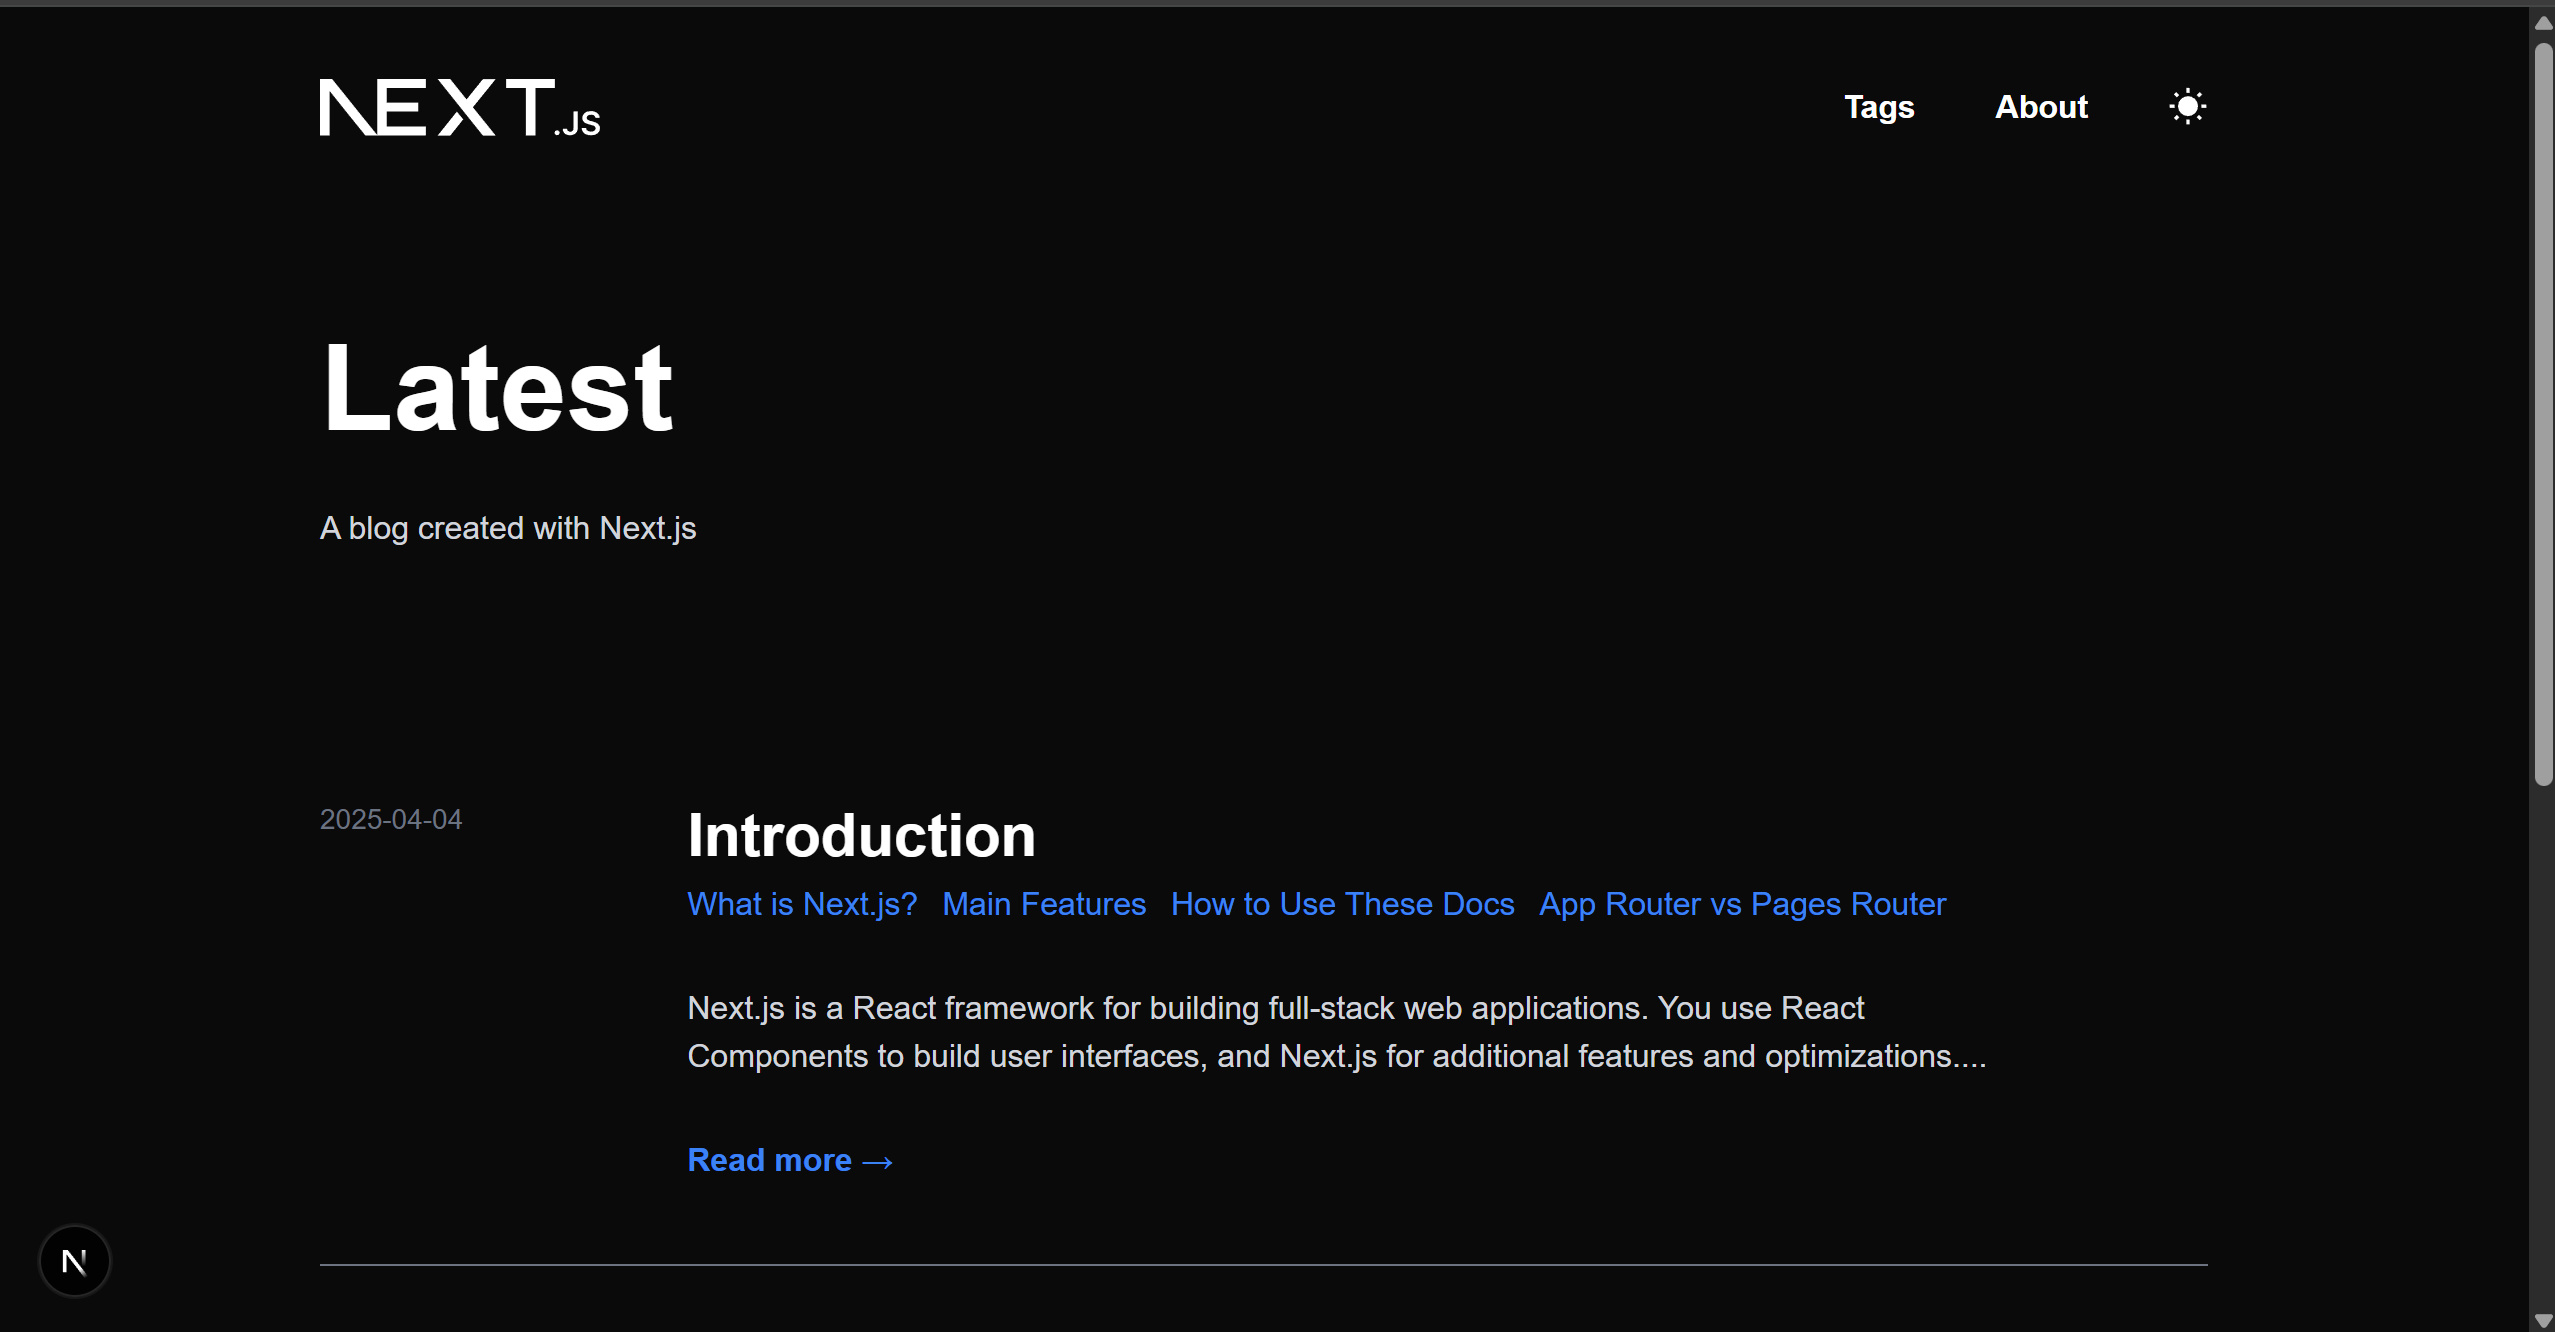 NEXT.JS
Tags About
Latest
A blog created with Next.js
2025-04-04
Introduction
What is Next.js? Main Features How to Use These Docs App Router vs Pages Router
Next.js is a React framework for building full-stack web applications. You use React
Components to build user interfaces, and Next.js for additional features and optimizations....
Read more →
N